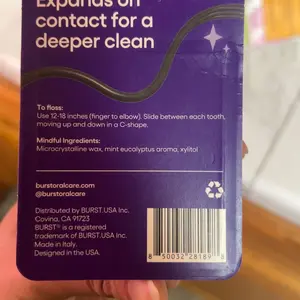 Expands on
contact for a
deeper clean
To floss:
Use 12-18 inches (finger to elbow). Slide between each tooth,
moving up and down in a C-shape.
Mindful Ingredients:
Microcrystalline wax, mint eucalyptus aroma, xylitol
burstoralcare.com
@burstoralcare
Distributed by BURST.USA Inc.
Covina, CA 91723
BURST® is a registered
trademark of BURST.USA Inc.
Made in Italy.
Designed in the USA.